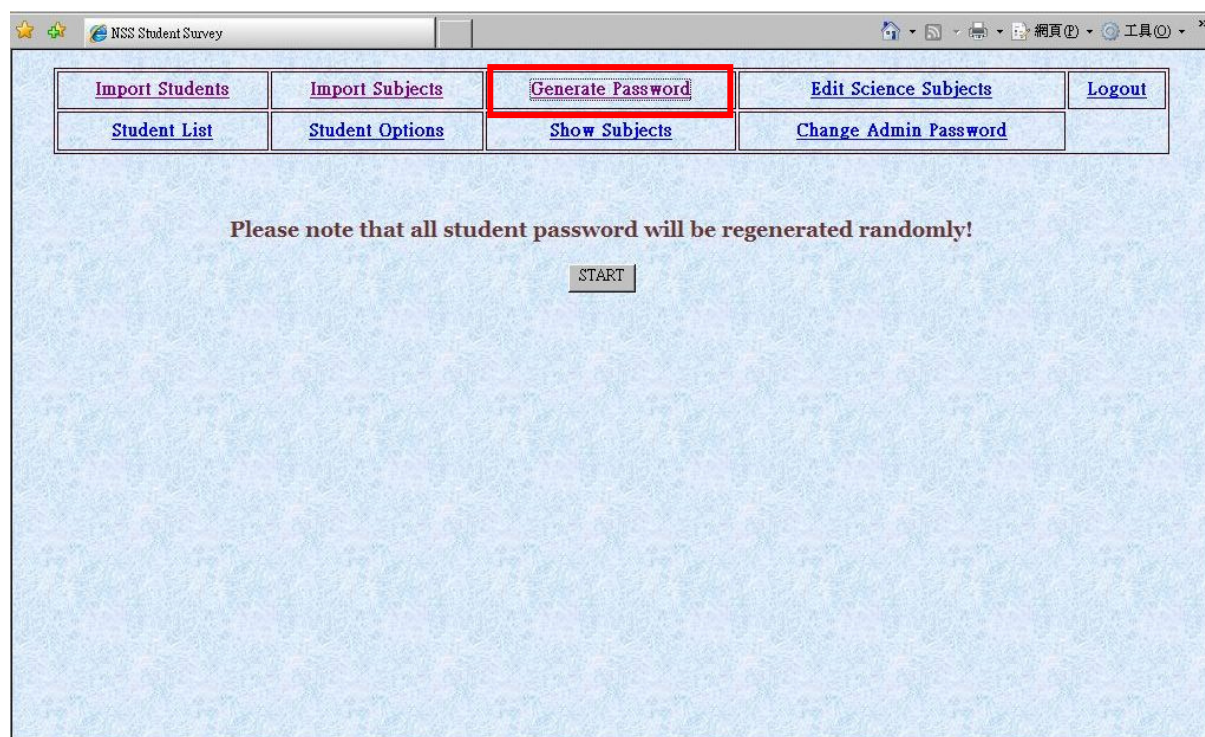 NSS Student Survey 網頁(P) 工具(O) »
Import Students Import Subjects Generate Password Edit Science Subjects Logout
Student List Student Options Show Subjects Change Admin Password
Please note that all student password will be regenerated randomly!
START